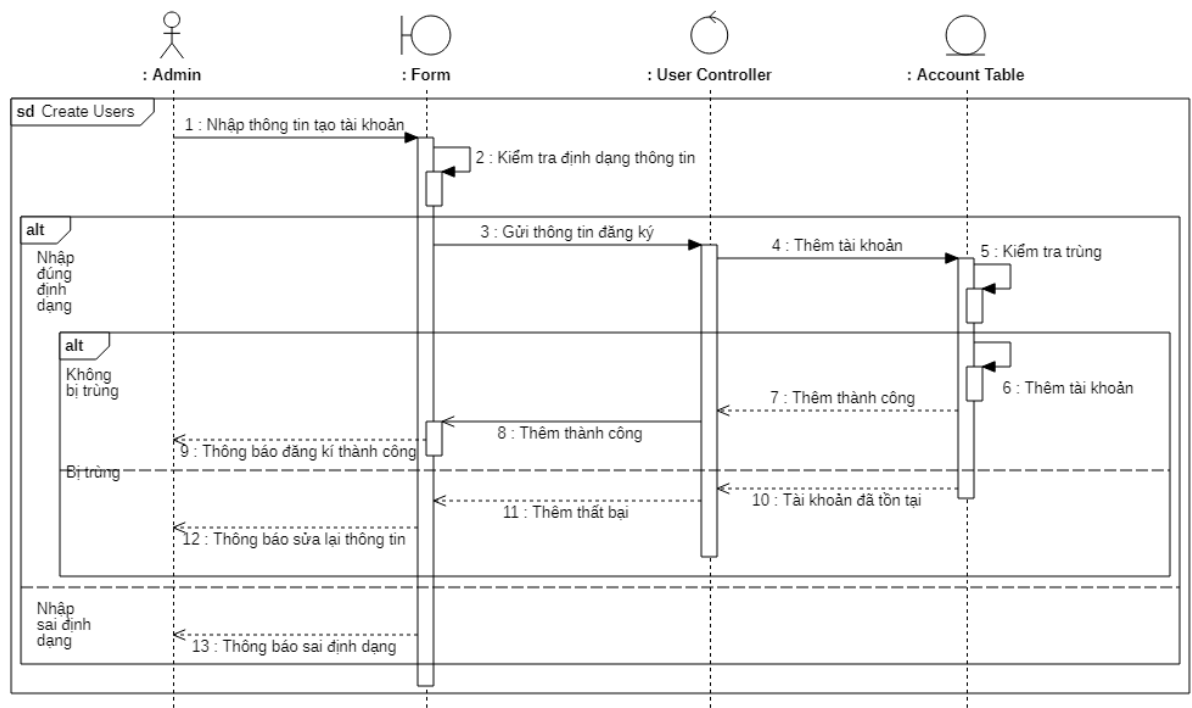 : Admin
: Form
: User Controller
: Account Table
sd Create Users
1 : Nhập thông tin tạo tài khoản
2 : Kiểm tra định dạng thông tin
alt
Nhập
đúng
định
dạng
3 : Gửi thông tin đăng ký
4 : Thêm tài khoản
5 : Kiểm tra trùng
alt
Không
bị trùng
6 : Thêm tài khoản
7 : Thêm thành công
8 : Thêm thành công
9 : Thông báo đăng kí thành công
Bị trùng
10 : Tài khoản đã tồn tại
11 : Thêm thất bại
12 : Thông báo sửa lại thông tin
Nhập
sai định
dạng
13 : Thông báo sai định dạng